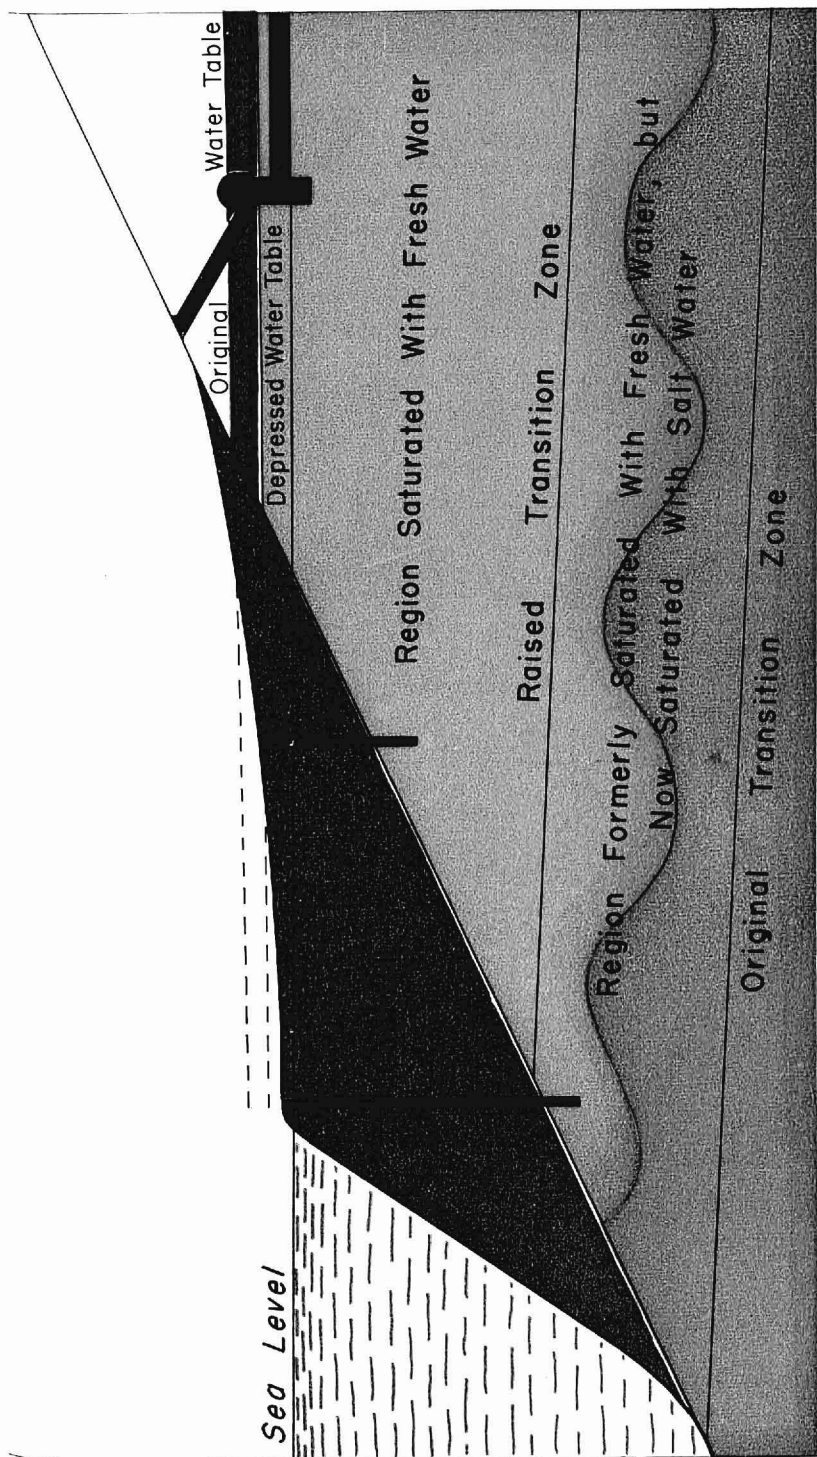 Original Water Table
Depressed Water Table
Sea Level
Region Saturated With Fresh Water
Raised Transition Zone
Region Formerly Saturated With Fresh Water, but
Now Saturated With Salt Water
Original Transition Zone